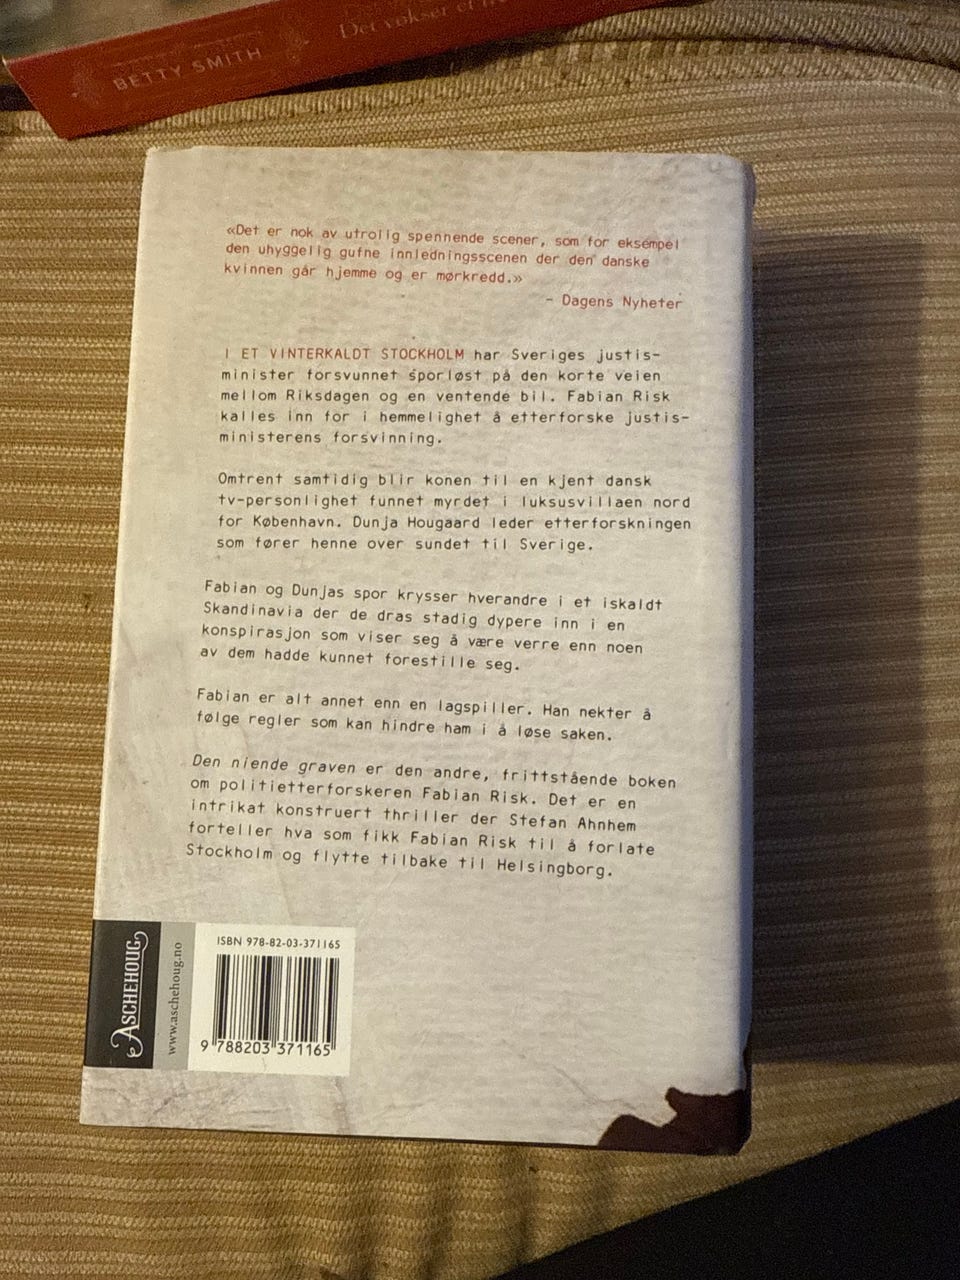 BETTY SMITH
Det vokser et
«Det er nok av utrolig spennende scener, som for eksempel
den uhyggelig gufne innledningsscenen der den danske
kvinnen går hjemme og er mørkredd.»
– Dagens Nyheter
I ET VINTERKALDT STOCKHOLM har Sveriges justis-
minister forsvunnet sporløst på den korte veien
mellom Riksdagen og en ventende bil. Fabian Risk
kalles inn for i hemmelighet å etterforske justis-
ministerens forsvinning.
Omtrent samtidig blir konen til en kjent dansk
tv-personlighet funnet myrdet i luksusvillaen nord
for København. Dunja Hougaard leder etterforskningen
som fører henne over sundet til Sverige.
Fabian og Dunjas spor krysser hverandre i et iskaldt
Skandinavia der de dras stadig dypere inn i en
konspirasjon som viser seg å være verre enn noen
av dem hadde kunnet forestille seg.
Fabian er alt annet enn en lagspiller. Han nekter å
følge regler som kan hindre ham i å løse saken.
Den niende graven er den andre, frittstående boken
om politietterforskeren Fabian Risk. Det er en
intrikat konstruert thriller der Stefan Ahnhem
forteller hva som fikk Fabian Risk til å forlate
Stockholm og flytte tilbake til Helsingborg.
ASCHEHOUG
www.aschehoug.no
ISBN 978-82-03-371165
9 788203 371165